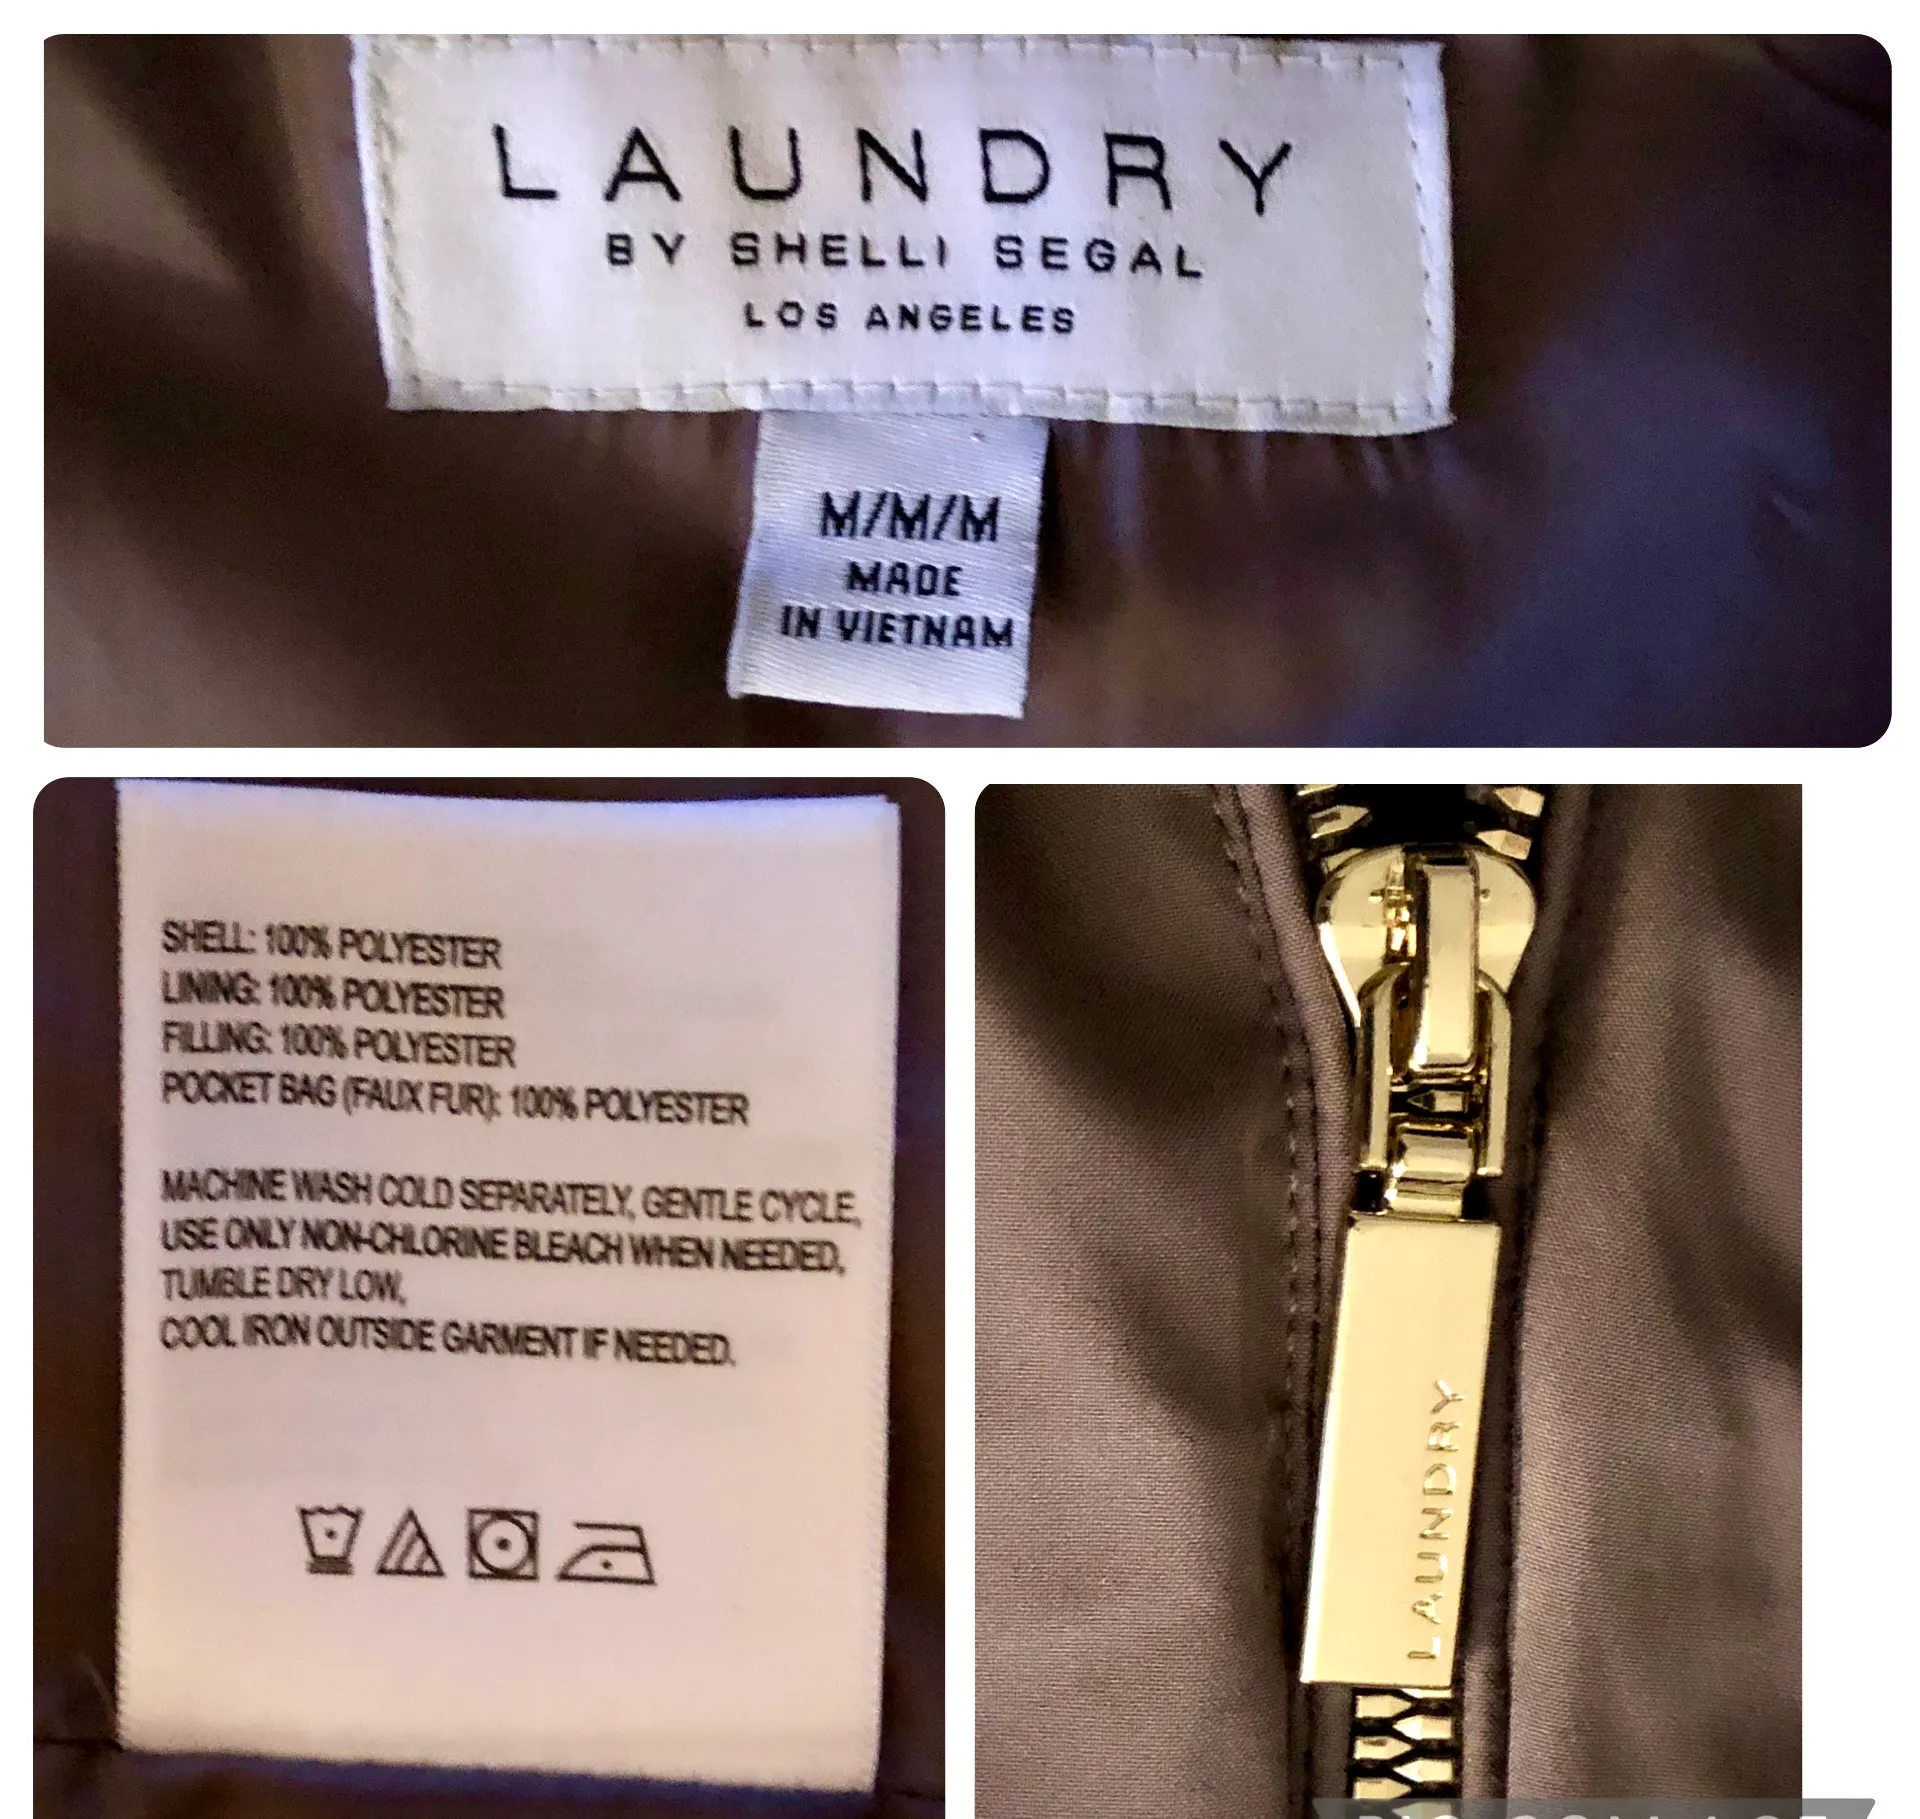 LAUNDRY
BY SHELLI SEGAL
LOS ANGELES
M/M/M
MADE
IN VIETNAM
SHELL: 100% POLYESTER
LINING: 100% POLYESTER
FILLING: 100% POLYESTER
POCKET BAG (FAUX FUR): 100% POLYESTER
MACHINE WASH COLD SEPARATELY, GENTLE CYCLE,
USE ONLY NON-CHLORINE BLEACH WHEN NEEDED,
TUMBLE DRY LOW,
COOL IRON OUTSIDE GARMENT IF NEEDED.
LAUNDRY
PIC COLLAGE